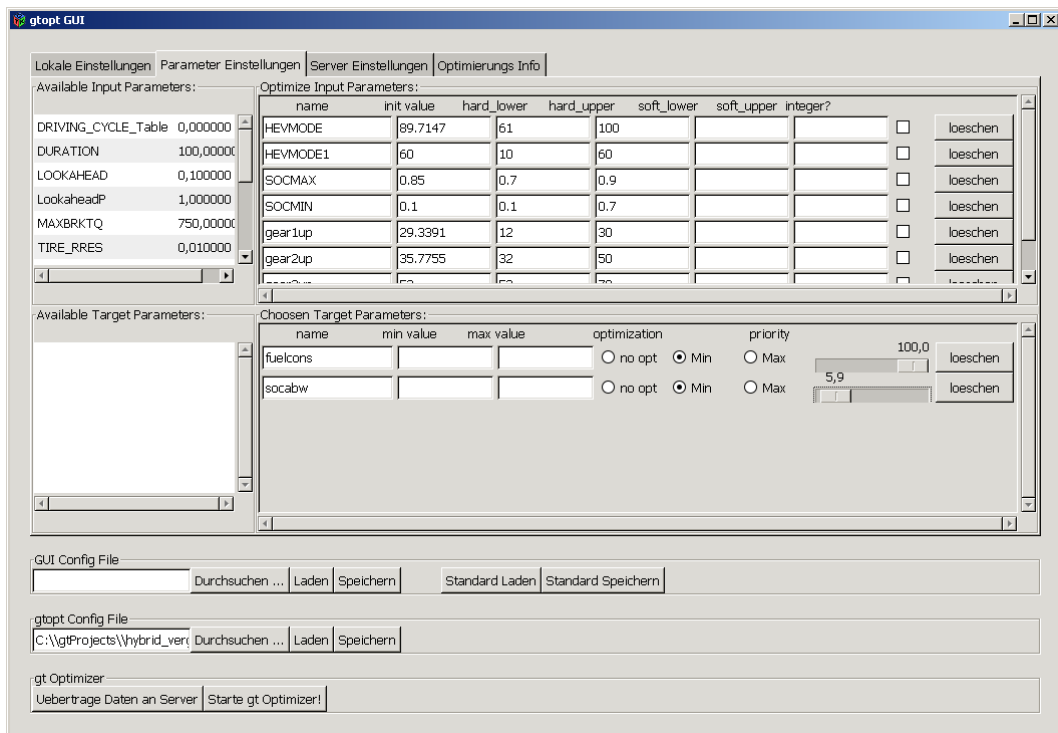 gtopt GUI
Lokale Einstellungen Parameter Einstellungen Server Einstellungen Optimierungs Info
Available Input Parameters:
DRIVING_CYCLE_Table 0,000000
DURATION 100,0000
LOOKAHEAD 0,100000
LookaheadP 1,000000
MAXBRKTQ 750,0000
TIRE_RRES 0,010000
Optimize Input Parameters:
name init value hard_lower hard_upper soft_lower soft_upper integer?
HEVMODE 89.7147 61 100 loeschen
HEVMODE1 60 10 60 loeschen
SOCMAX 0.85 0.7 0.9 loeschen
SOCMIN 0.1 0.1 0.7 loeschen
gear1up 29.3391 12 30 loeschen
gear2up 35.7755 32 50 loeschen
Available Target Parameters:
Choosen Target Parameters:
name min value max value optimization priority
fuelcons no opt Min Max 100,0 loeschen
socabw no opt Min Max 5,9 loeschen
GUI Config File
Durchsuchen ... Laden Speichern Standard Laden Standard Speichern
gtopt Config File
C:\\gtProjects\\hybrid_ver Durchsuchen ... Laden Speichern
gt Optimizer
Uebertrage Daten an Server Starte gt Optimizer!